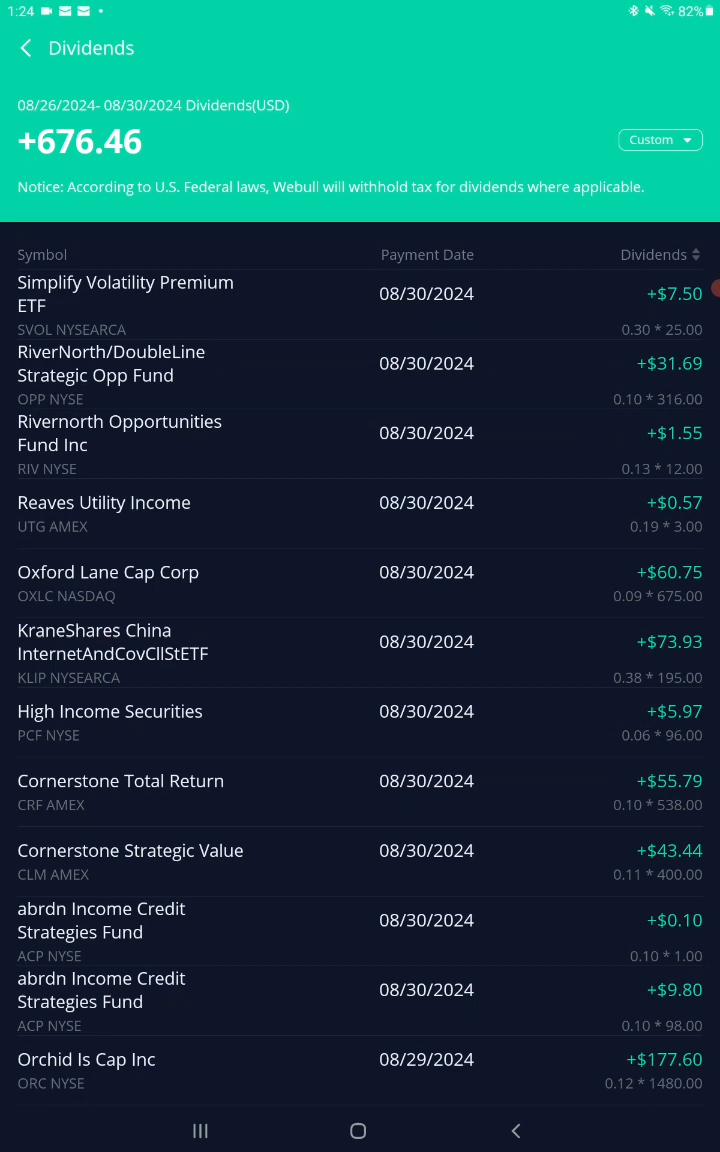 1:24
82%
Dividends
08/26/2024- 08/30/2024 Dividends(USD)
+676.46
Custom
Notice: According to U.S. Federal laws, Webull will withhold tax for dividends where applicable.
Symbol Payment Date Dividends
Simplify Volatility Premium
ETF
08/30/2024 +$7.50
SVOL NYSEARCA 0.30 * 25.00
RiverNorth/DoubleLine
Strategic Opp Fund
08/30/2024 +$31.69
OPP NYSE 0.10 * 316.00
Rivernorth Opportunities
Fund Inc
08/30/2024 +$1.55
RIV NYSE 0.13 * 12.00
Reaves Utility Income 08/30/2024 +$0.57
UTG AMEX 0.19 * 3.00
Oxford Lane Cap Corp 08/30/2024 +$60.75
OXLC NASDAQ 0.09 * 675.00
KraneShares China
InternetAndCovCllStETF
08/30/2024 +$73.93
KLIP NYSEARCA 0.38 * 195.00
High Income Securities 08/30/2024 +$5.97
PCF NYSE 0.06 * 96.00
Cornerstone Total Return 08/30/2024 +$55.79
CRF AMEX 0.10 * 538.00
Cornerstone Strategic Value 08/30/2024 +$43.44
CLM AMEX 0.11 * 400.00
abrdn Income Credit
Strategies Fund
08/30/2024 +$0.10
ACP NYSE 0.10 * 1.00
abrdn Income Credit
Strategies Fund
08/30/2024 +$9.80
ACP NYSE 0.10 * 98.00
Orchid Is Cap Inc 08/29/2024 +$177.60
ORC NYSE 0.12 * 1480.00